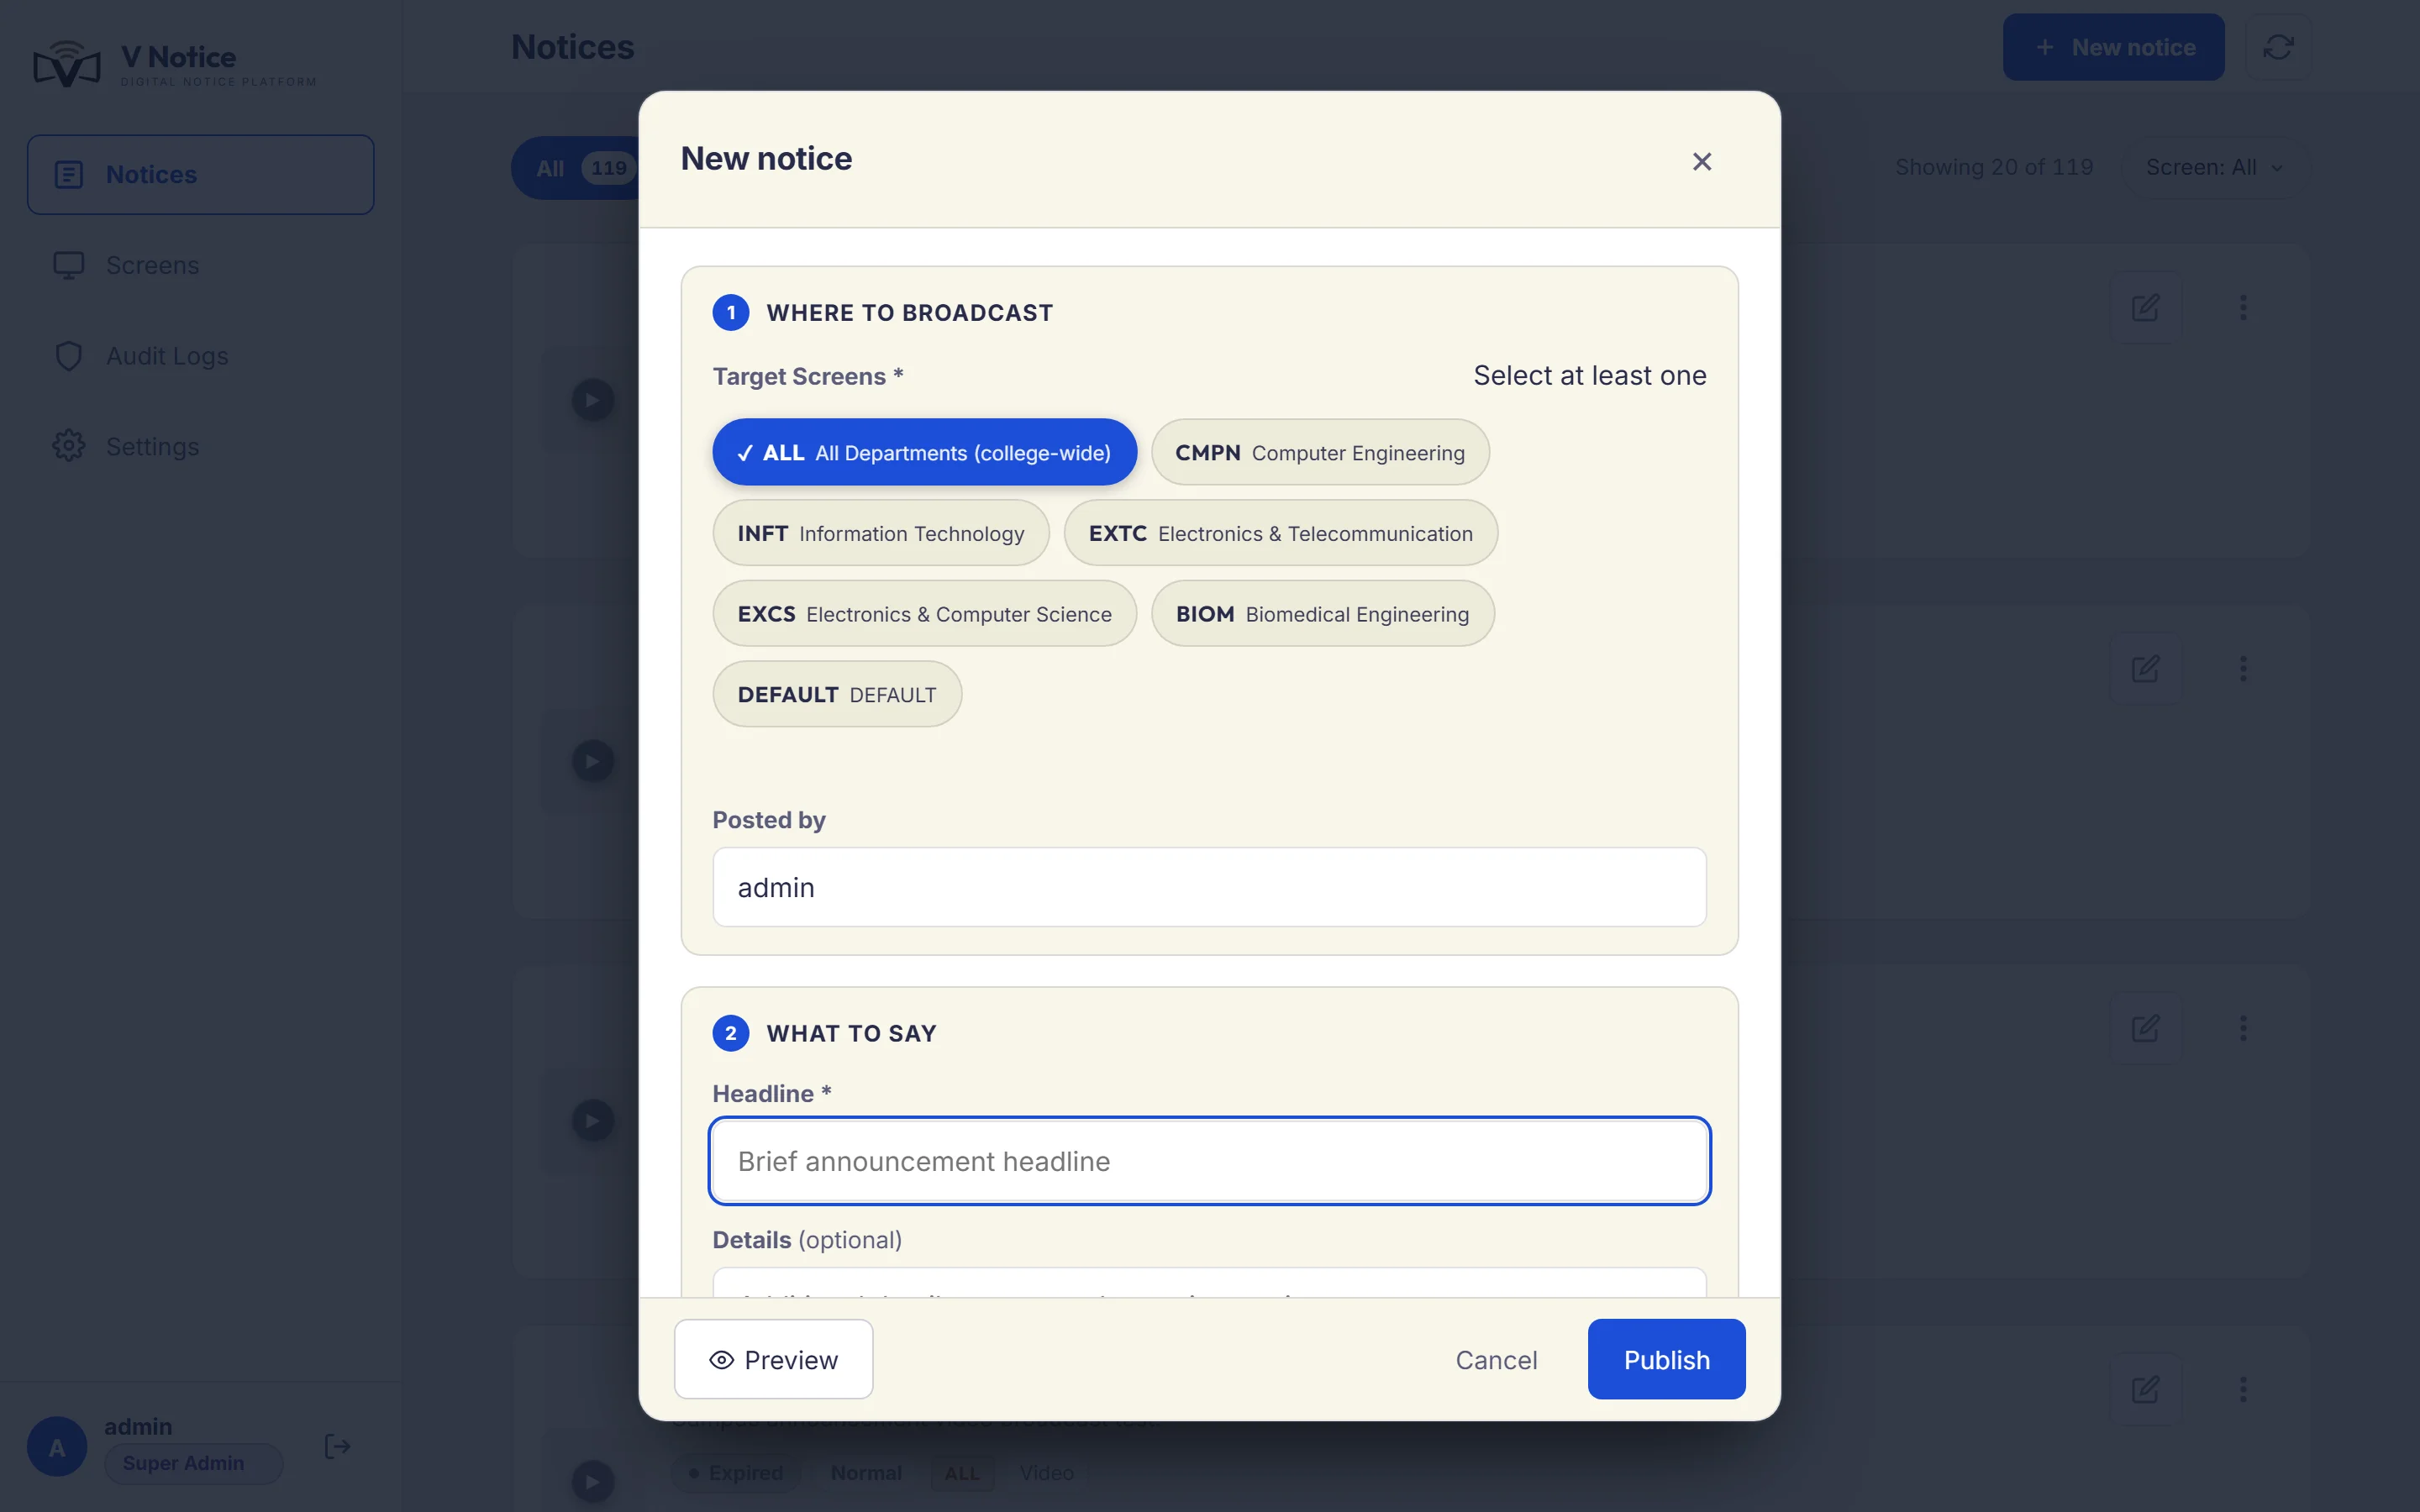 V Notice
DIGITAL NOTICE PLATFORM
Notices
Screens
Audit Logs
Settings
A
admin
Super Admin
Notices
+ New notice
All 119
Showing 20 of 119
Screen: All
New notice
1 WHERE TO BROADCAST
Target Screens *
Select at least one
✓ ALL All Departments (college-wide)
CMPN Computer Engineering
INFT Information Technology
EXTC Electronics & Telecommunication
EXCS Electronics & Computer Science
BIOM Biomedical Engineering
DEFAULT DEFAULT
Posted by
admin
2 WHAT TO SAY
Headline *
Brief announcement headline
Details (optional)
Preview
Cancel
Publish
Expired
Normal
ALL
Video